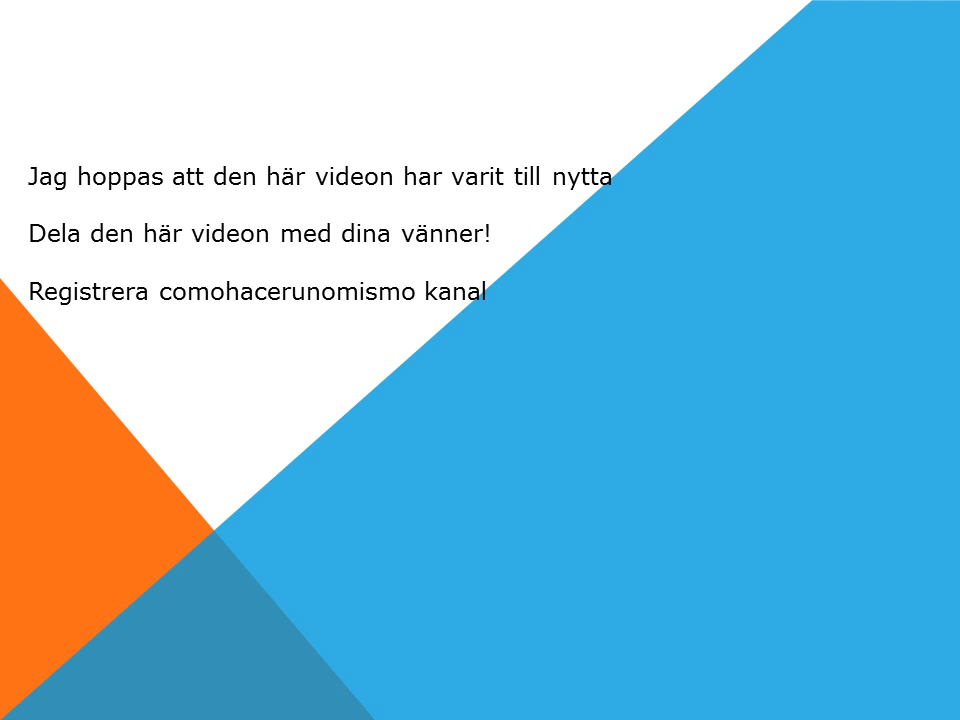 Jag hoppas att den här videon har varit till nytta
Dela den här videon med dina vänner!
Registrera comohacerunomismo kanal